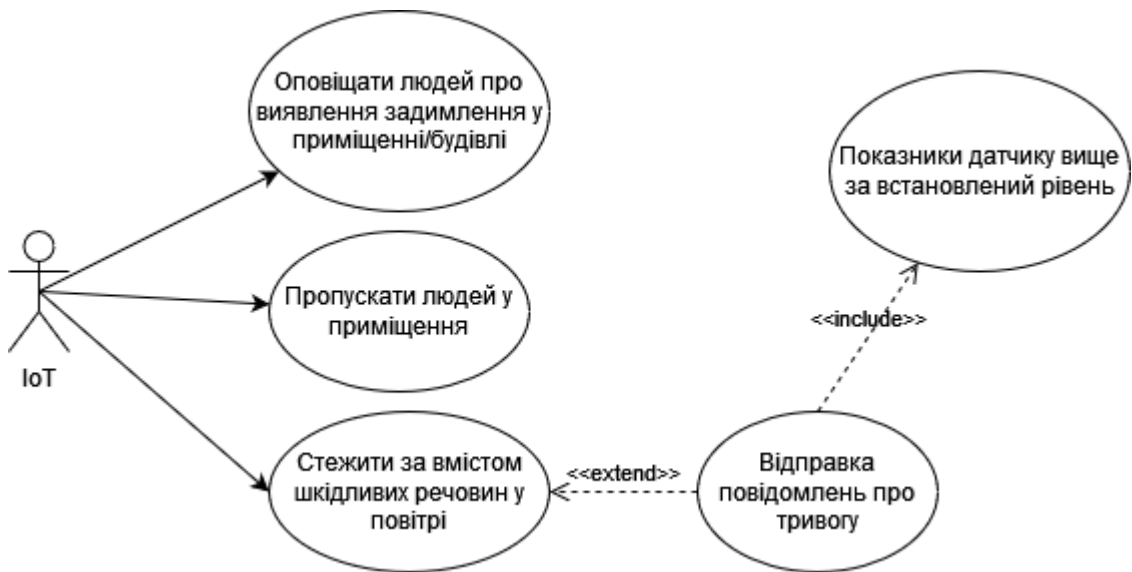 Оповіщати людей про
виявлення задимлення у
приміщенні/будівлі
Показники датчику вище
за встановлений рівень
Пропускати людей у
приміщення
<<include>>
IoT
Стежити за вмістом
шкідливих речовин у
повітрі
<<extend>>
Відправка
повідомлень про
тривогу